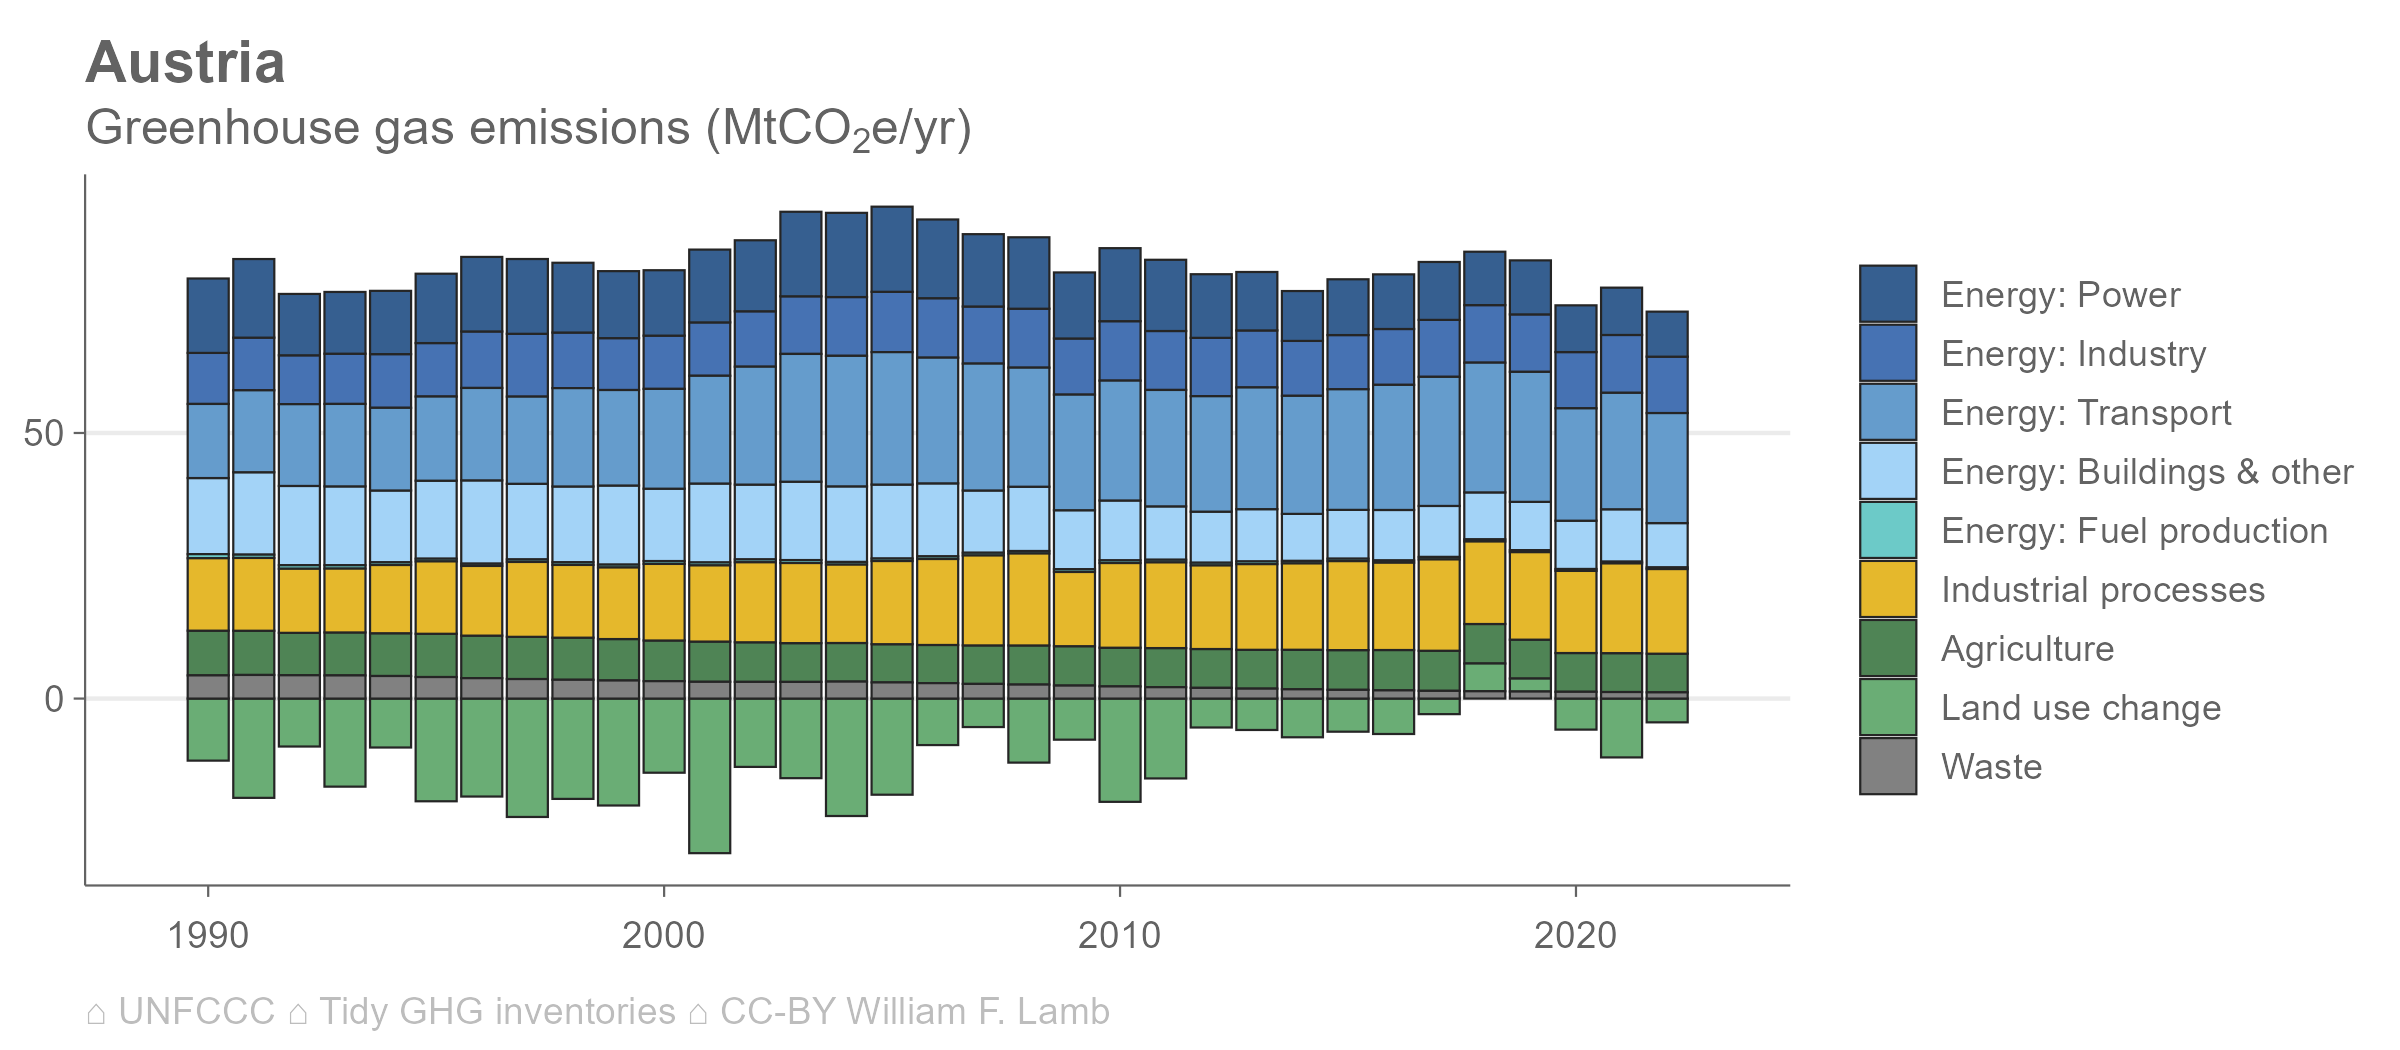 Austria
Greenhouse gas emissions (MtCO₂e/yr)
50
0
1990 2000 2010 2020
Energy: Power
Energy: Industry
Energy: Transport
Energy: Buildings & other
Energy: Fuel production
Industrial processes
Agriculture
Land use change
Waste
⌂ UNFCCC ⌂ Tidy GHG inventories ⌂ CC-BY William F. Lamb